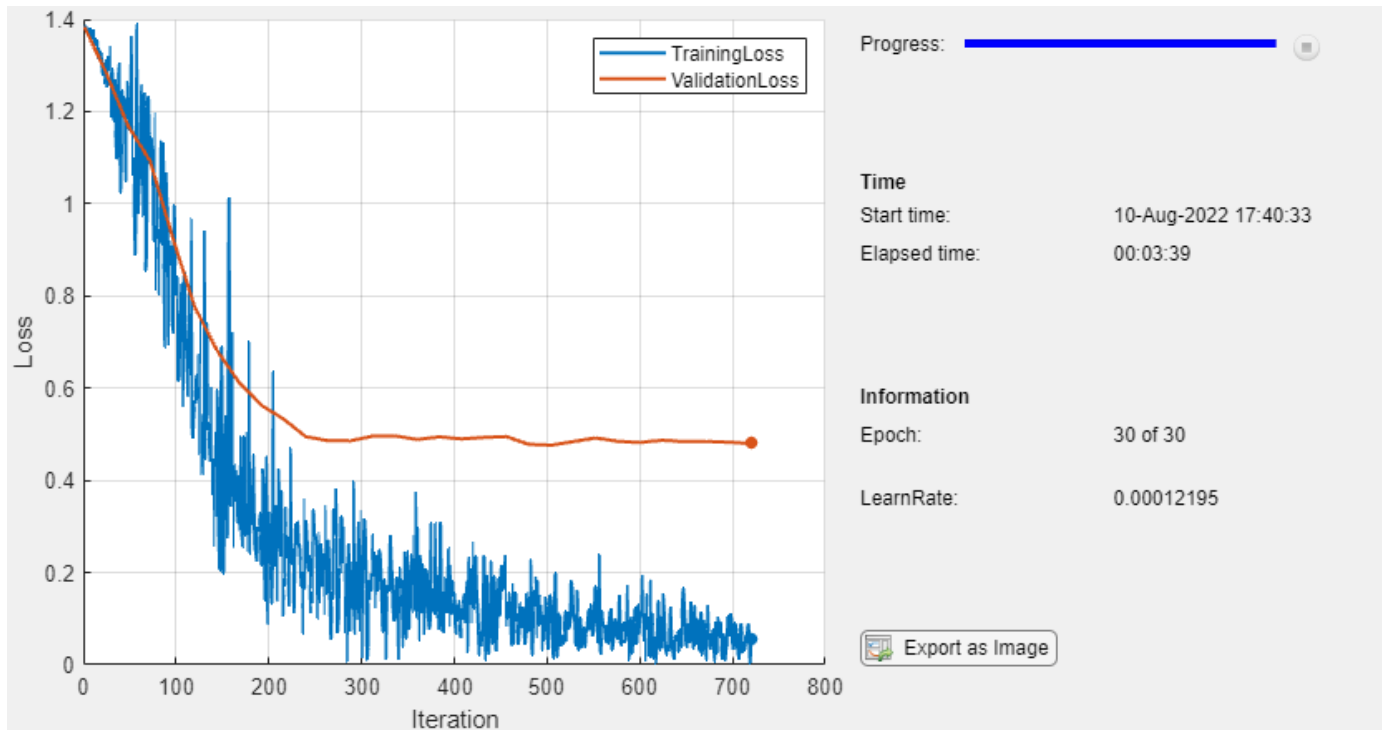 1.4
1.2
1
0.8
0.6
0.4
0.2
0
Loss
0 100 200 300 400 500 600 700 800
Iteration
TrainingLoss
ValidationLoss
Progress:
Time
Start time: 10-Aug-2022 17:40:33
Elapsed time: 00:03:39
Information
Epoch: 30 of 30
LearnRate: 0.00012195
Export as Image